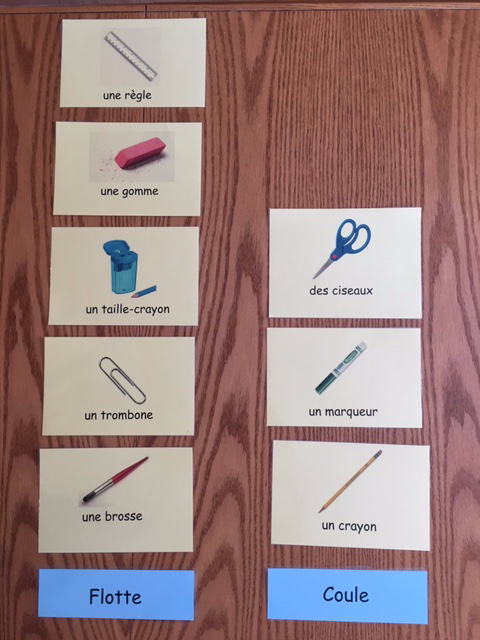 une règle
une gomme
un taille-crayon
un trombone
une brosse
Flotte
des ciseaux
un marqueur
un crayon
Coule